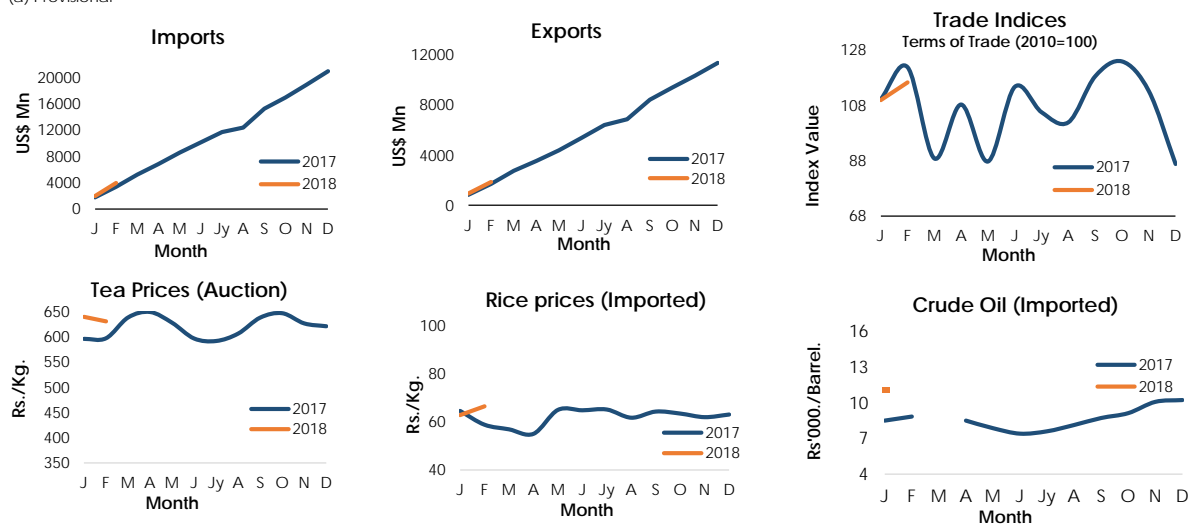 (a) Provisional
Imports
US$ Mn
20000
16000
12000
8000
4000
0
2017
2018
J F M A M J Jy A S O N D
Month
Exports
US$ Mn
12000
8000
4000
0
2017
2018
J F M A M J Jy A S O N D
Month
Trade Indices
Terms of Trade (2010=100)
Index Value
128
108
88
68
2017
2018
J F M A M J Jy A S O N D
Month
Tea Prices (Auction)
Rs./Kg.
650
600
550
500
450
400
350
2017
2018
J F M A M J Jy A S O N D
Month
Rice prices (Imported)
Rs./Kg.
100
80
60
40
2017
2018
J F M A M J Jy A S O N D
Month
Crude Oil (Imported)
Rs'000./Barrel.
16
13
10
7
4
2017
2018
J F M A M J Jy A S O N D
Month